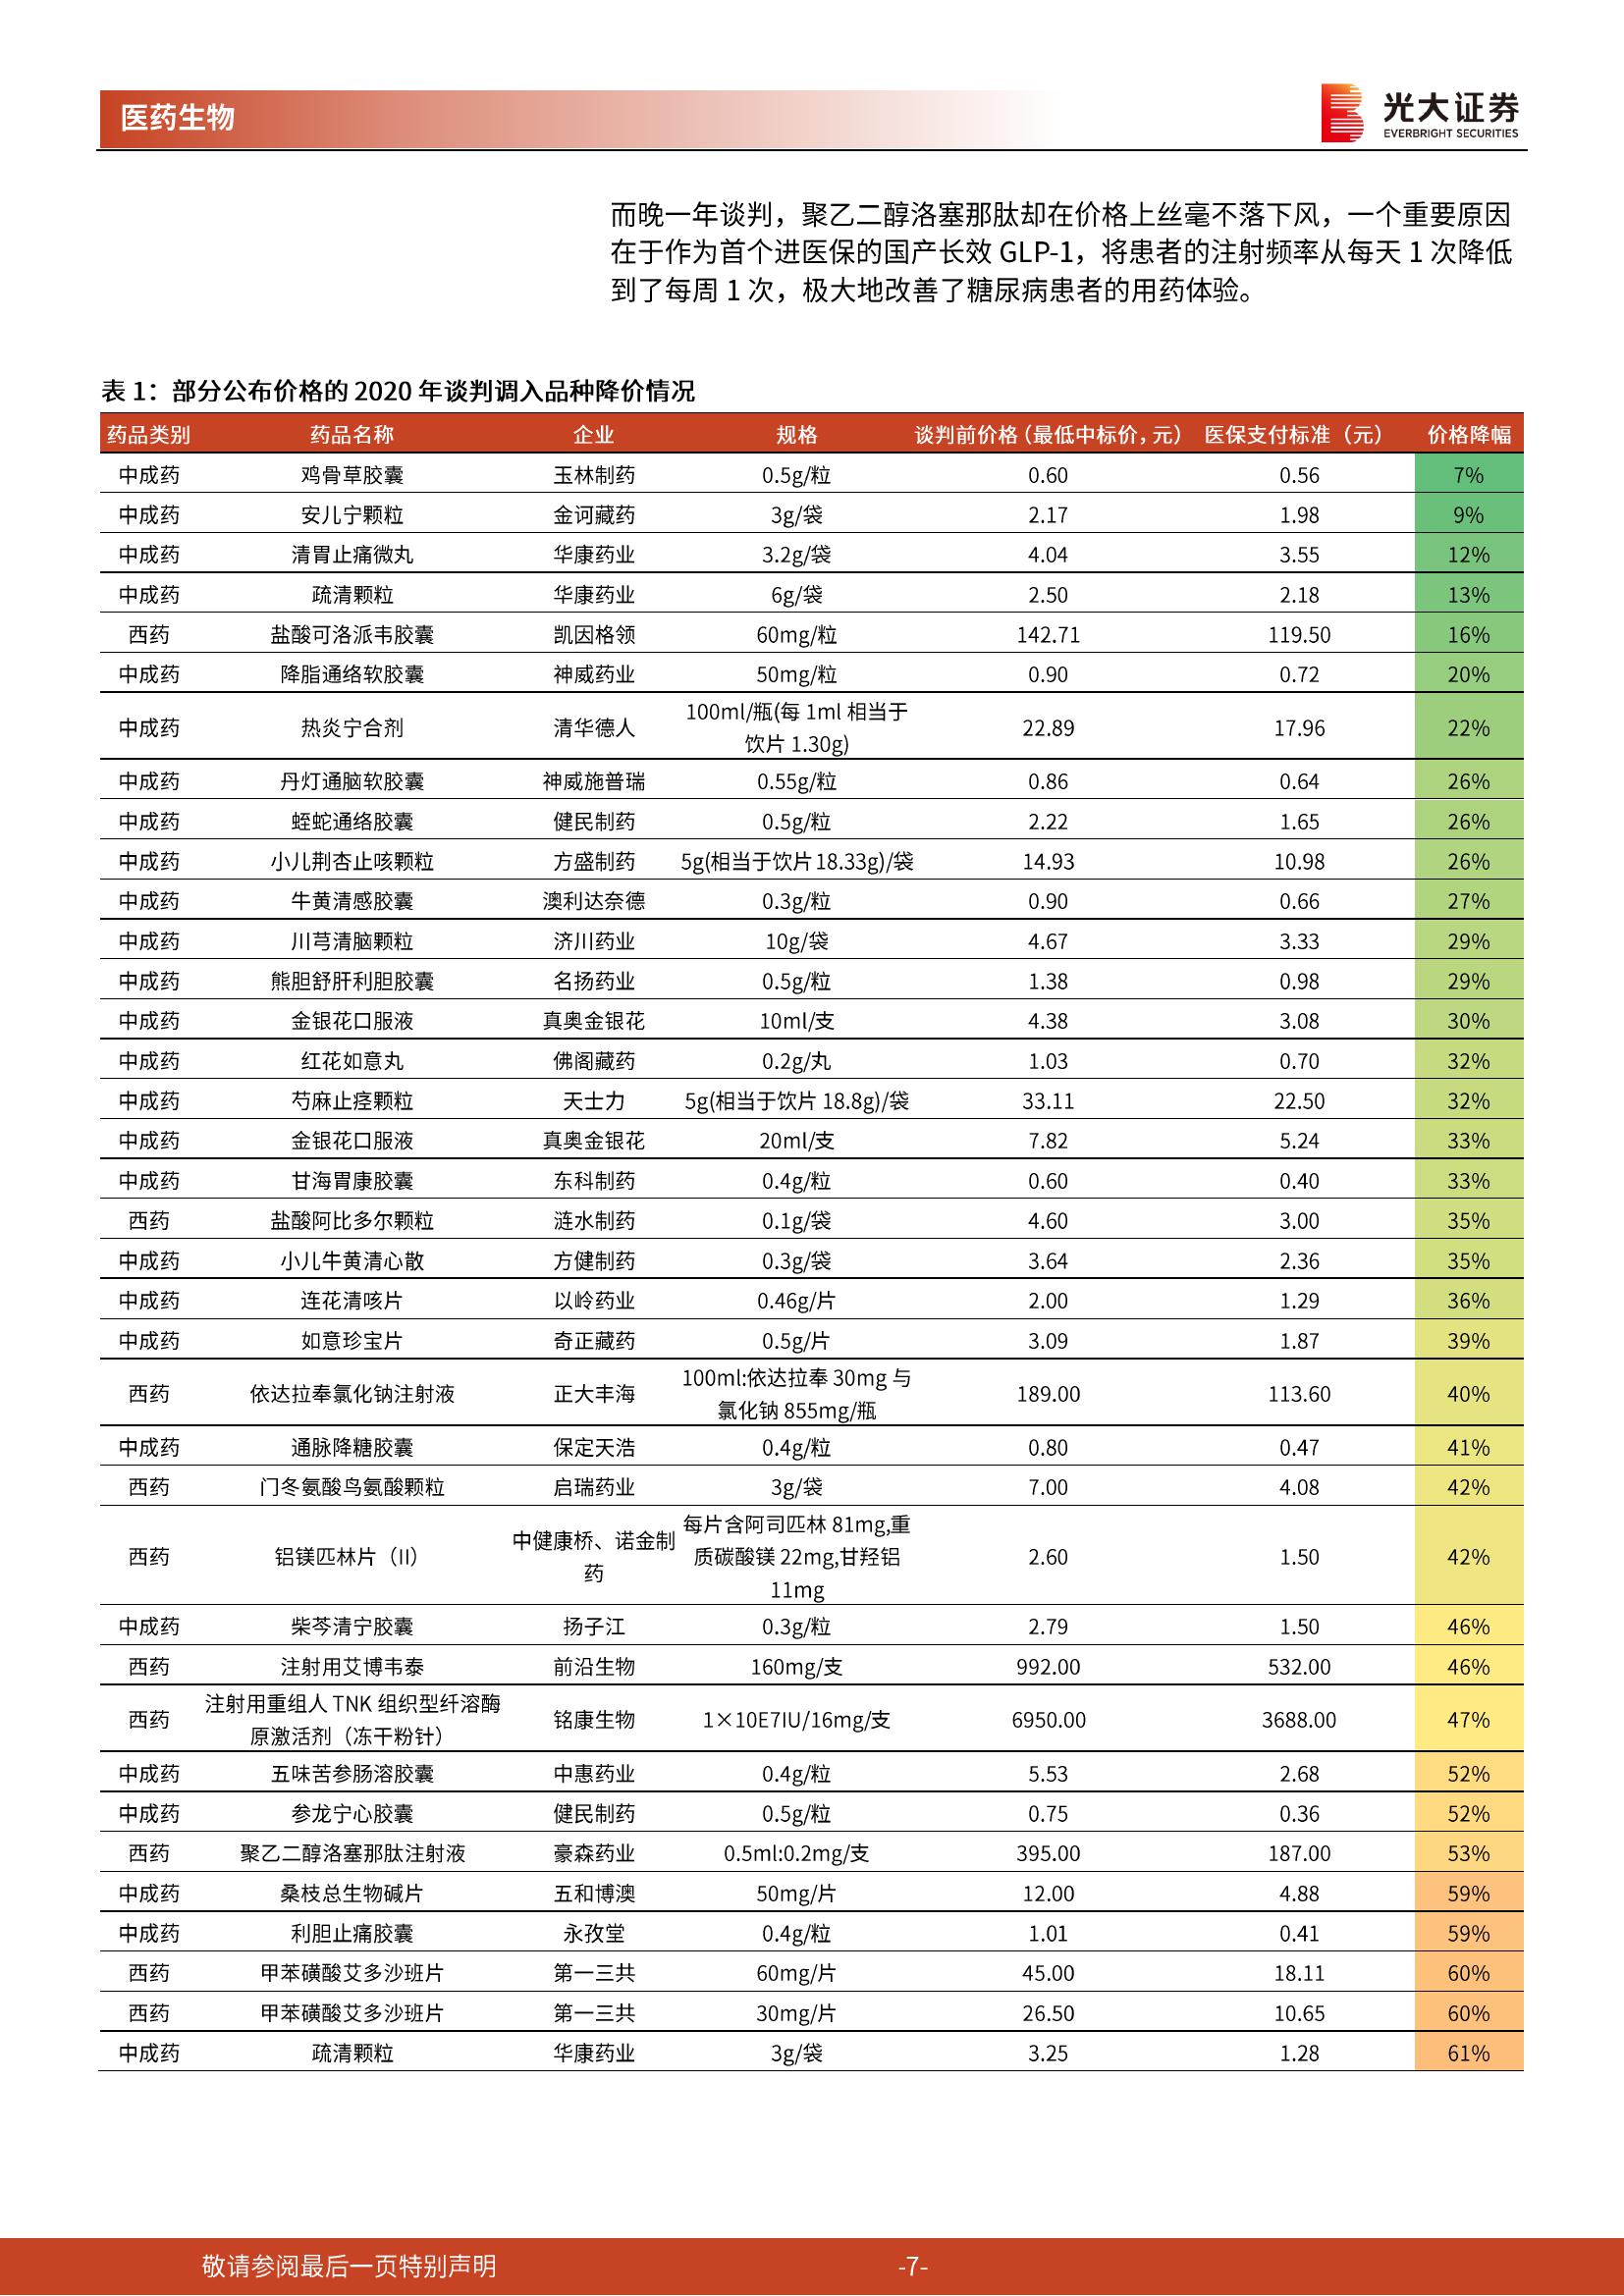 医药生物
光大证券
EVERBRIGHT SECURITIES
而晚一年谈判，聚乙二醇洛塞那肽却在价格上丝毫不落下风，一个重要原因
在于作为首个进医保的国产长效 GLP-1，将患者的注射频率从每天 1 次降低
到了每周 1 次，极大地改善了糖尿病患者的用药体验。
表 1：部分公布价格的 2020 年谈判调入品种降价情况
药品类别 药品名称 企业 规格 谈判前价格（最低中标价，元） 医保支付标准（元） 价格降幅
中成药 鸡骨草胶囊 玉林制药 0.5g/粒 0.60 0.56 7%
中成药 安儿宁颗粒 金诃藏药 3g/袋 2.17 1.98 9%
中成药 清胃止痛微丸 华康药业 3.2g/袋 4.04 3.55 12%
中成药 疏清颗粒 华康药业 6g/袋 2.50 2.18 13%
西药 盐酸可洛派韦胶囊 凯因格领 60mg/粒 142.71 119.50 16%
中成药 降脂通络软胶囊 神威药业 50mg/粒 0.90 0.72 20%
中成药 热炎宁合剂 清华德人 100ml/瓶(每 1ml 相当于
饮片 1.30g) 22.89 17.96 22%
中成药 丹灯通脑软胶囊 神威施普瑞 0.55g/粒 0.86 0.64 26%
中成药 蛭蛇通络胶囊 健民制药 0.5g/粒 2.22 1.65 26%
中成药 小儿荆杏止咳颗粒 方盛制药 5g(相当于饮片 18.33g)/袋 14.93 10.98 26%
中成药 牛黄清感胶囊 澳利达奈德 0.3g/粒 0.90 0.66 27%
中成药 川芎清脑颗粒 济川药业 10g/袋 4.67 3.33 29%
中成药 熊胆舒肝利胆胶囊 名扬药业 0.5g/粒 1.38 0.98 29%
中成药 金银花口服液 真奥金银花 10ml/支 4.38 3.08 30%
中成药 红花如意丸 佛阁藏药 0.2g/丸 1.03 0.70 32%
中成药 芍麻止痉颗粒 天士力 5g(相当于饮片 18.8g)/袋 33.11 22.50 32%
中成药 金银花口服液 真奥金银花 20ml/支 7.82 5.24 33%
中成药 甘海胃康胶囊 东科制药 0.4g/粒 0.60 0.40 33%
西药 盐酸阿比多尔颗粒 涟水制药 0.1g/袋 4.60 3.00 35%
中成药 小儿牛黄清心散 方健制药 0.3g/袋 3.64 2.36 35%
中成药 连花清咳片 以岭药业 0.46g/片 2.00 1.29 36%
中成药 如意珍宝片 奇正藏药 0.5g/片 3.09 1.87 39%
西药 依达拉奉氯化钠注射液 正大丰海 100ml:依达拉奉 30mg 与
氯化钠 855mg/瓶 189.00 113.60 40%
中成药 通脉降糖胶囊 保定天浩 0.4g/粒 0.80 0.47 41%
西药 门冬氨酸鸟氨酸颗粒 启瑞药业 3g/袋 7.00 4.08 42%
西药 铝镁匹林片（II） 中健康桥、诺金制
药 每片含阿司匹林 81mg,重
质碳酸镁 22mg,甘羟铝
11mg 2.60 1.50 42%
中成药 柴芩清宁胶囊 扬子江 0.3g/粒 2.79 1.50 46%
西药 注射用艾博韦泰 前沿生物 160mg/支 992.00 532.00 46%
西药 注射用重组人 TNK 组织型纤溶酶
原激活剂（冻干粉针） 铭康生物 1×10E7IU/16mg/支 6950.00 3688.00 47%
中成药 五味苦参肠溶胶囊 中惠药业 0.4g/粒 5.53 2.68 52%
中成药 参龙宁心胶囊 健民制药 0.5g/粒 0.75 0.36 52%
西药 聚乙二醇洛塞那肽注射液 豪森药业 0.5ml:0.2mg/支 395.00 187.00 53%
中成药 桑枝总生物碱片 五和博澳 50mg/片 12.00 4.88 59%
中成药 利胆止痛胶囊 永孜堂 0.4g/粒 1.01 0.41 59%
西药 甲苯磺酸艾多沙班片 第一三共 60mg/片 45.00 18.11 60%
西药 甲苯磺酸艾多沙班片 第一三共 30mg/片 26.50 10.65 60%
中成药 疏清颗粒 华康药业 3g/袋 3.25 1.28 61%
敬请参阅最后一页特别声明 -7-